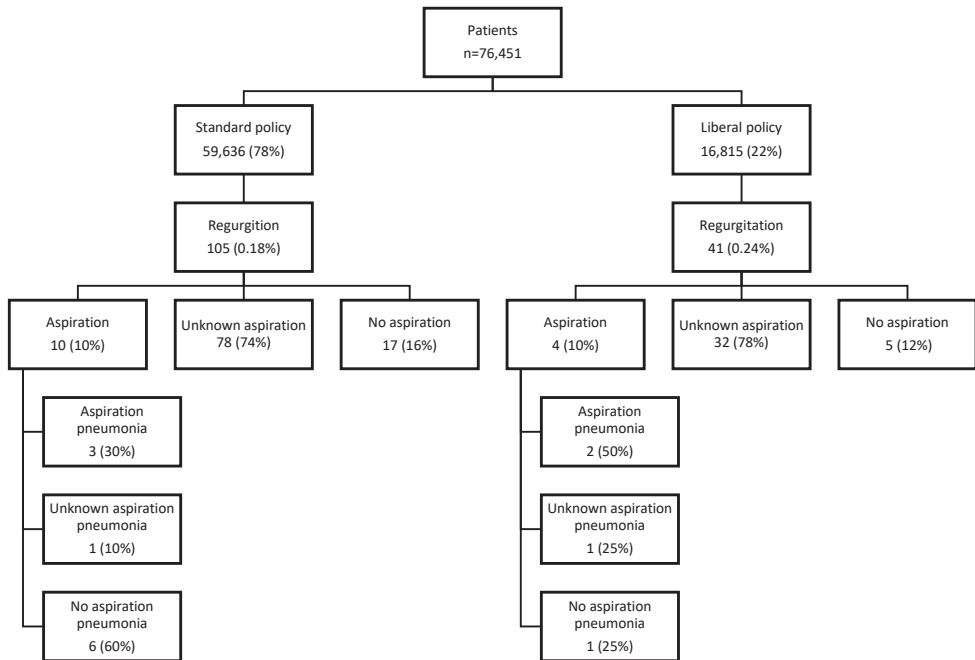 Patients
n=76,451
Standard policy
59,636 (78%)
Liberal policy
16,815 (22%)
Regurgition
105 (0.18%)
Regurgitation
41 (0.24%)
Aspiration
10 (10%)
Unknown aspiration
78 (74%)
No aspiration
17 (16%)
Aspiration
4 (10%)
Unknown aspiration
32 (78%)
No aspiration
5 (12%)
Aspiration
pneumonia
3 (30%)
Aspiration
pneumonia
2 (50%)
Unknown aspiration
pneumonia
1 (10%)
Unknown aspiration
pneumonia
1 (25%)
No aspiration
pneumonia
6 (60%)
No aspiration
pneumonia
1 (25%)